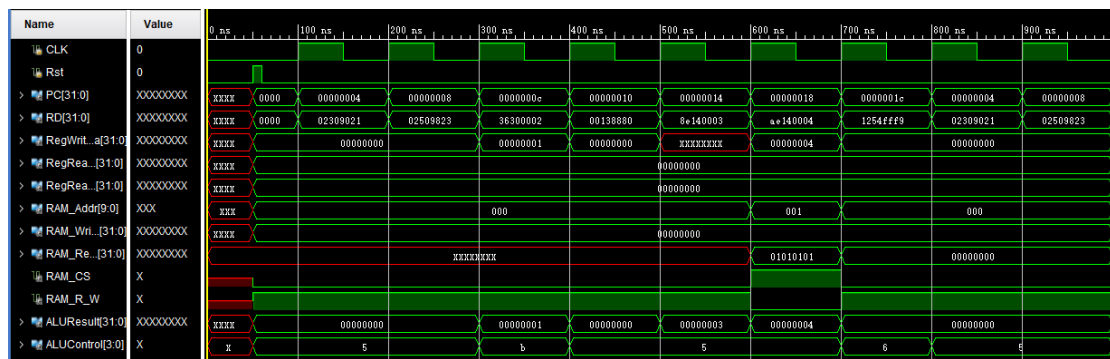 Name Value 0 ns 100 ns 200 ns 300 ns 400 ns 500 ns 600 ns 700 ns 800 ns 900 ns
CLK 0
Rst 0
> PC[31:0] XXXXXXXX XXXX 0000 00000004 00000008 0000000c 00000010 00000014 00000018 0000001c 00000004 00000008
> RD[31:0] XXXXXXXX XXXX 0000 02309021 02509823 36300002 00138880 8e140003 ae140004 1254fff9 02309021 02509823
> RegWrit...a[31:0] XXXXXXXX XXXX 00000000 00000001 00000000 XXXXXXXX 00000004 00000000
> RegRea...[31:0] XXXXXXXX XXXX 00000000
> RegRea...[31:0] XXXXXXXX XXXX 00000000
> RAM_Addr[9:0] XXX XXX 000 001 000
> RAM_Wri...[31:0] XXXXXXXX XXXX 00000000
> RAM_Re...[31:0] XXXXXXXX XXXXXXXX 01010101 00000000
RAM_CS X
RAM_R_W X
> ALUResult[31:0] XXXXXXXX XXXX 00000000 00000001 00000000 00000003 00000004 00000000
> ALUControl[3:0] X X 5 b 5 6 5